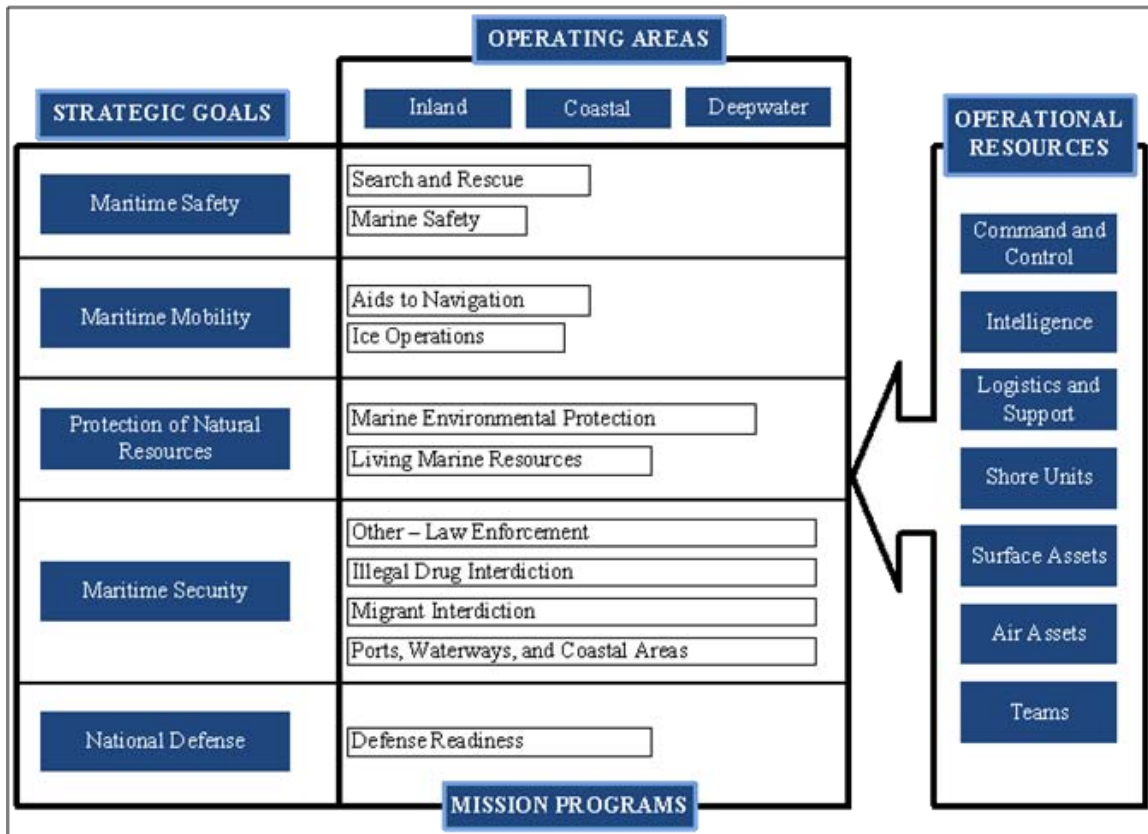 OPERATING AREAS
STRATEGIC GOALS
Inland
Coastal
Deepwater
OPERATIONAL
RESOURCES
Maritime Safety
Search and Rescue
Marine Safety
Maritime Mobility
Aids to Navigation
Ice Operations
Protection of Natural
Resources
Marine Environmental Protection
Living Marine Resources
Maritime Security
Other – Law Enforcement
Illegal Drug Interdiction
Migrant Interdiction
Ports, Waterways, and Coastal Areas
National Defense
Defense Readiness
MISSION PROGRAMS
Command and
Control
Intelligence
Logistics and
Support
Shore Units
Surface Assets
Air Assets
Teams